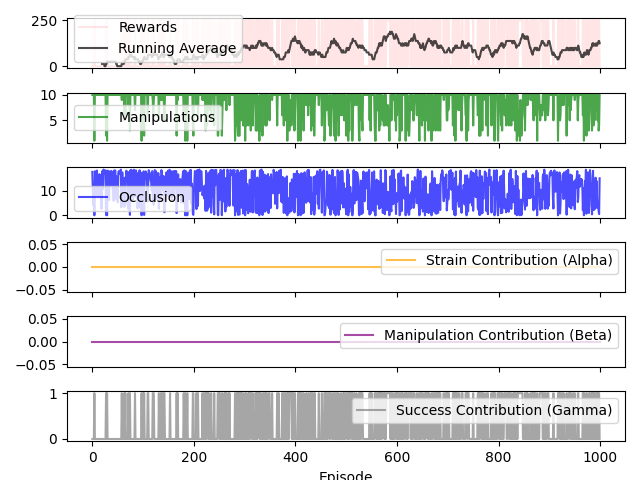 250
0
Rewards
Running Average
10
5
Manipulations
10
0
Occlusion
0.05
0.00
−0.05
Strain Contribution (Alpha)
0.05
0.00
−0.05
Manipulation Contribution (Beta)
1
0
Success Contribution (Gamma)
0 200 400 600 800 1000
Episode